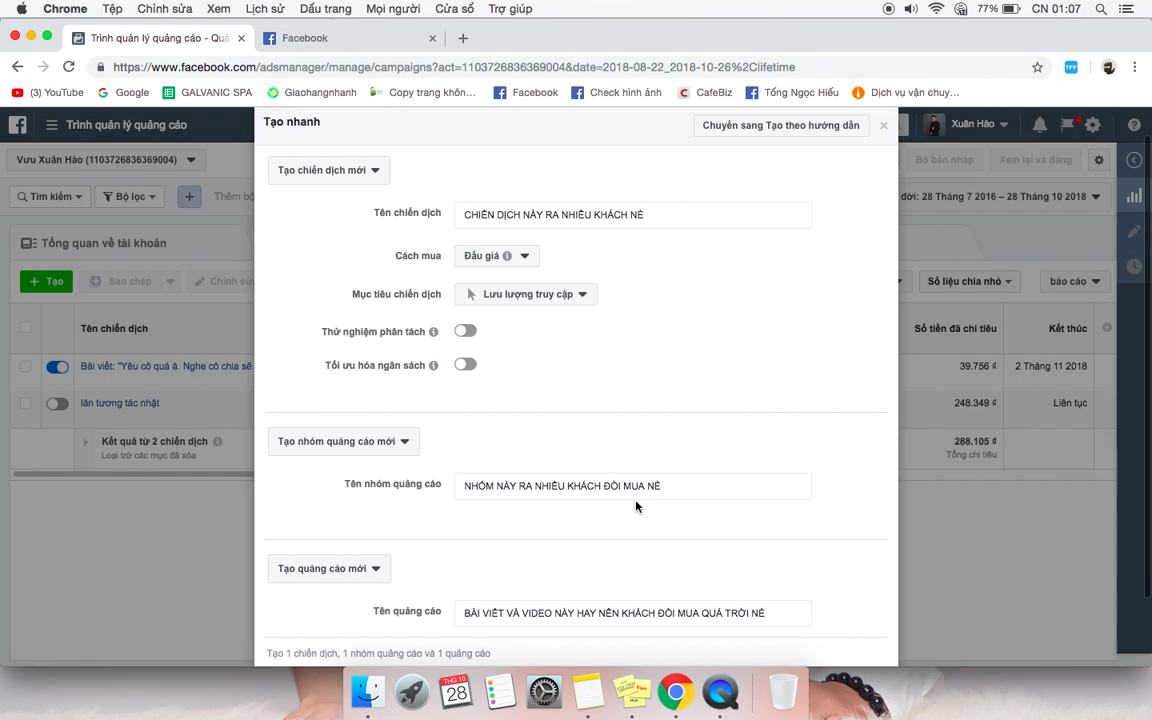 Chrome Tệp Chỉnh sửa Xem Lịch sử Dấu trang Mọi người Cửa sổ Trợ giúp 77% CN 01:07
Trình quản lý quảng cáo - Quả
Facebook
https://www.facebook.com/adsmanager/manage/campaigns?act=1103726836369004&date=2018-08-22_2018-10-26%2Clifetime
(3) YouTube Google GALVANIC SPA Giaohangnhanh Copy trang khôn... Facebook Check hình ảnh CafeBiz Tống Ngọc Hiếu Dịch vụ vận chuy...
Trình quản lý quảng cáo
Tạo nhanh
Chuyển sang Tạo theo hướng dẫn
Xuân Hào
Vưu Xuân Hào (1103726836369004)
Bỏ bản nháp
Xem lại và đăng
Tạo chiến dịch mới
Tìm kiếm
Bộ lọc
Thêm bộ
đời: 28 Tháng 7 2016 – 28 Tháng 10 2018
Tên chiến dịch
CHIẾN DỊCH NÀY RA NHIỀU KHÁCH NÈ
Tổng quan về tài khoản
Cách mua
Đấu giá
Tạo
Sao chép
Chỉnh sửa
Số liệu chia nhỏ
báo cáo
Mục tiêu chiến dịch
Lưu lượng truy cập
Tên chiến dịch
Số tiền đã chi tiêu
Kết thúc
Thử nghiệm phân tách
Tối ưu hóa ngân sách
Bài viết: "Yêu cô quá à. Nghe cô chia sẻ
39.756 ₫
2 Tháng 11 2018
lăn tương tác nhật
248.349 ₫
Liên tục
Kết quả từ 2 chiến dịch
Loại trừ các mục đã xóa
288.105 ₫
Tổng chi tiêu
Tạo nhóm quảng cáo mới
Tên nhóm quảng cáo
NHÓM NÀY RA NHIỀU KHÁCH ĐÒI MUA NÈ
Tạo quảng cáo mới
Tên quảng cáo
BÀI VIẾT VÀ VIDEO NÀY HAY NÊN KHÁCH ĐÒI MUA QUÁ TRỜI NÈ
Tạo 1 chiến dịch, 1 nhóm quảng cáo và 1 quảng cáo
THG 10
28